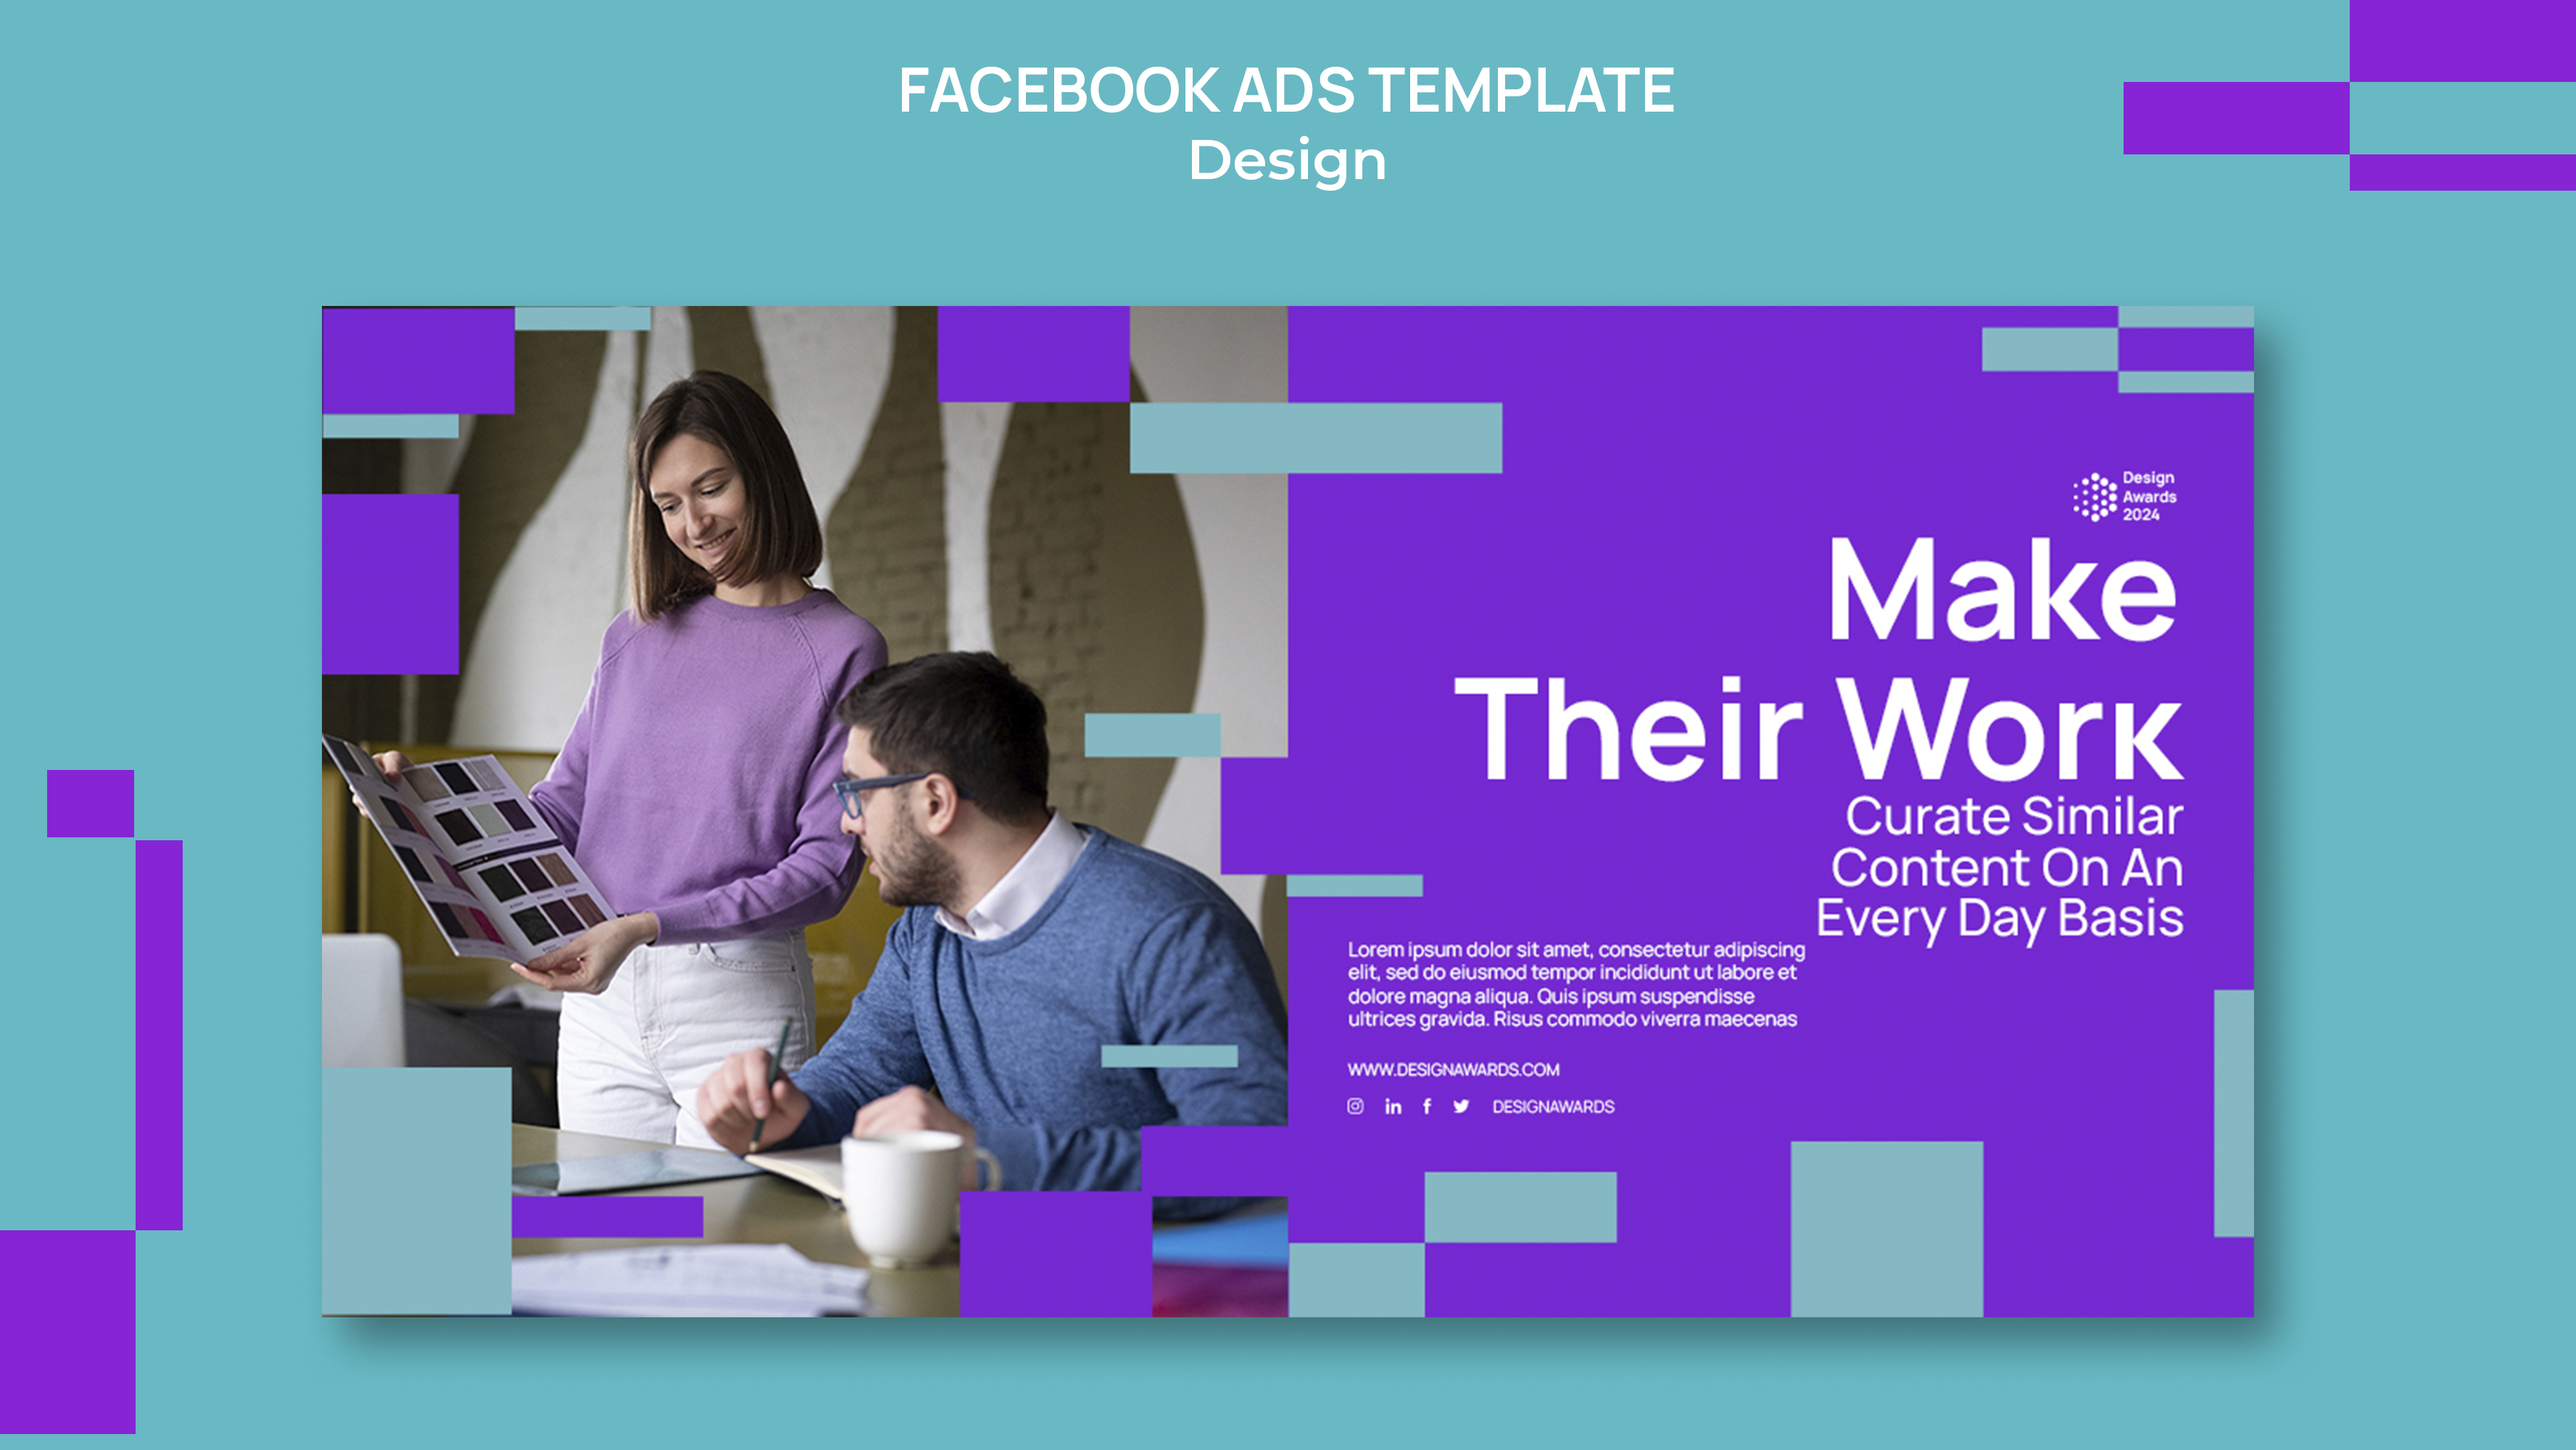 FACEBOOK ADS TEMPLATE
Design
Design
Awards
2024
Make
Their Work
Curate Similar
Content On An
Every Day Basis
Lorem ipsum dolor sit amet, consectetur adipiscing
elit, sed do eiusmod tempor incididunt ut labore et
dolore magna aliqua. Quis ipsum suspendisse
ultrices gravida. Risus commodo viverra maecenas
WWW.DESIGNAWARDS.COM
in f DESIGNAWARDS